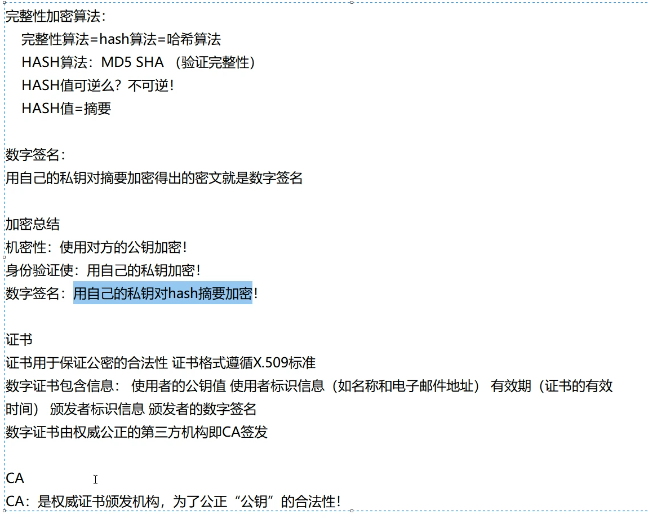 完整性加密算法：
完整性算法=hash算法=哈希算法
HASH算法：MD5 SHA （验证完整性）
HASH值可逆么？不可逆！
HASH值=摘要
数字签名：
用自己的私钥对摘要加密得出的密文就是数字签名
加密总结
机密性：使用对方的公钥加密！
身份验证使：用自己的私钥加密！
数字签名：用自己的私钥对hash摘要加密！
证书
证书用于保证公密的合法性 证书格式遵循X.509标准
数字证书包含信息： 使用者的公钥值 使用者标识信息（如名称和电子邮件地址） 有效期（证书的有效
时间） 颁发者标识信息 颁发者的数字签名
数字证书由权威公正的第三方机构即CA签发
CA
CA：是权威证书颁发机构，为了公正“公钥”的合法性！